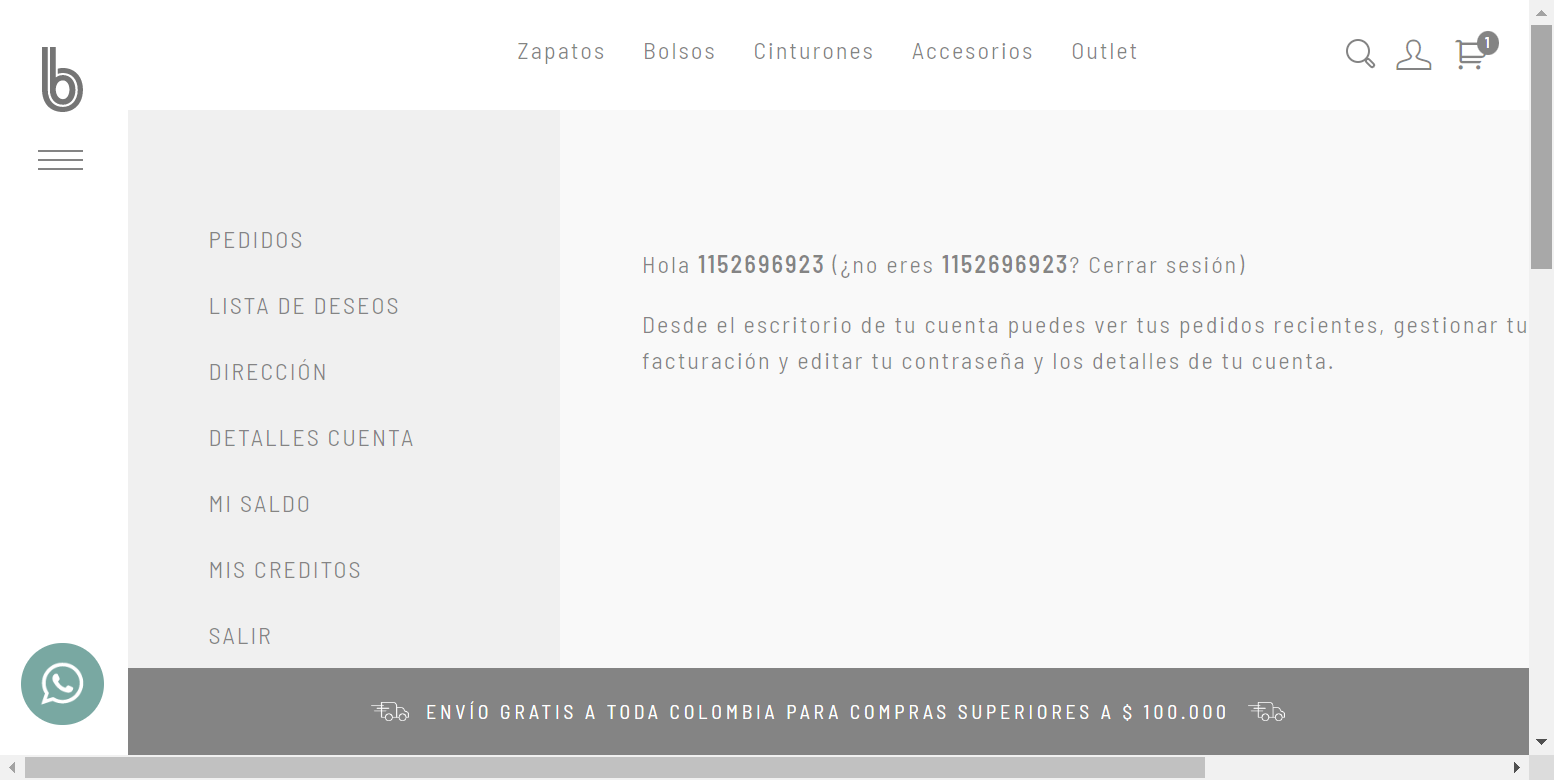 Zapatos Bolsos Cinturones Accesorios Outlet
1
b
PEDIDOS
LISTA DE DESEOS
DIRECCIÓN
DETALLES CUENTA
MI SALDO
MIS CREDITOS
SALIR
Hola 1152696923 (¿no eres 1152696923? Cerrar sesión)
Desde el escritorio de tu cuenta puedes ver tus pedidos recientes, gestionar tu
facturación y editar tu contraseña y los detalles de tu cuenta.
ENVÍO GRATIS A TODA COLOMBIA PARA COMPRAS SUPERIORES A $ 100.000